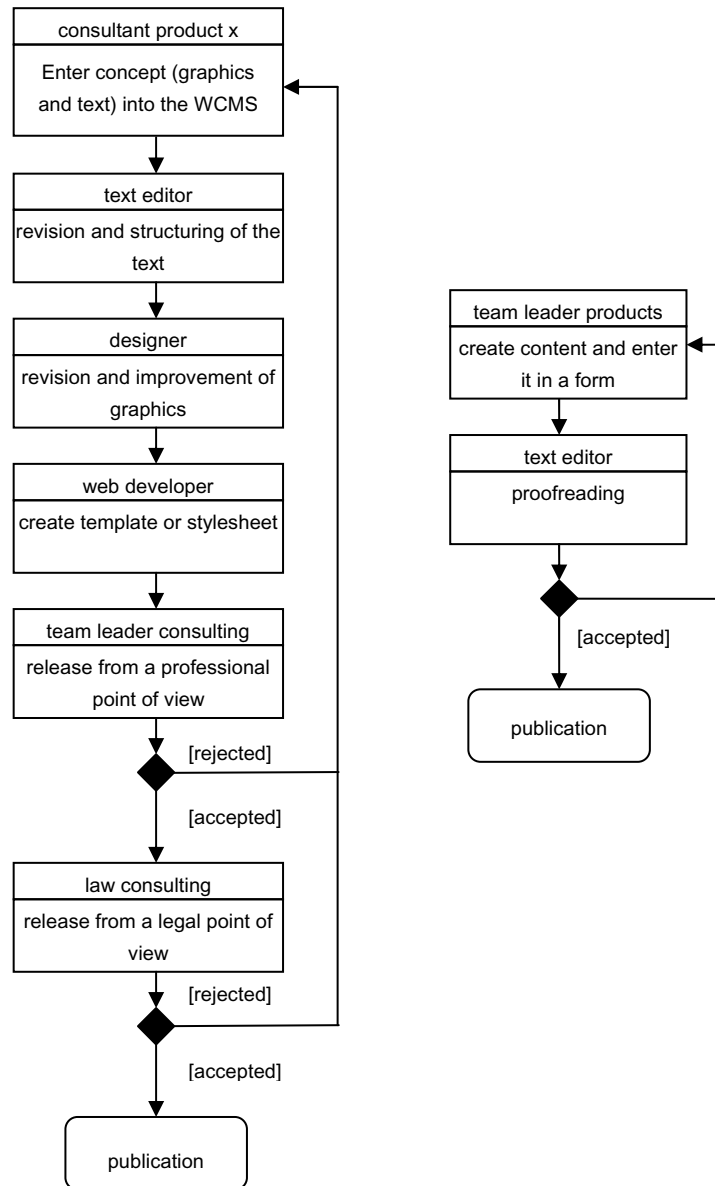 consultant product x
Enter concept (graphics
and text) into the WCMS
text editor
revision and structuring of the
text
designer
revision and improvement of
graphics
web developer
create template or stylesheet
team leader consulting
release from a professional
point of view
[rejected]
[accepted]
law consulting
release from a legal point of
view
[rejected]
[accepted]
publication
team leader products
create content and enter
it in a form
text editor
proofreading
[accepted]
publication